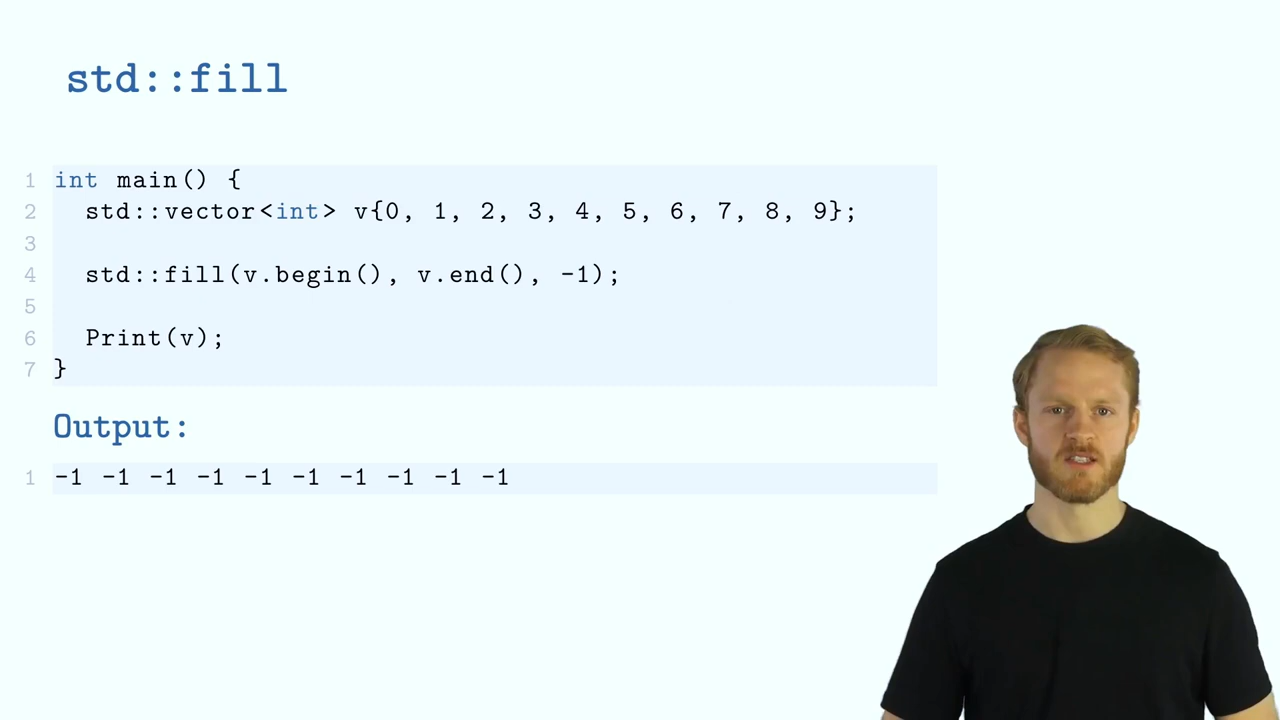 std::fill
1 int main() {
2   std::vector<int> v{0, 1, 2, 3, 4, 5, 6, 7, 8, 9};
3
4   std::fill(v.begin(), v.end(), -1);
5
6   Print(v);
7 }
Output:
1 -1 -1 -1 -1 -1 -1 -1 -1 -1 -1